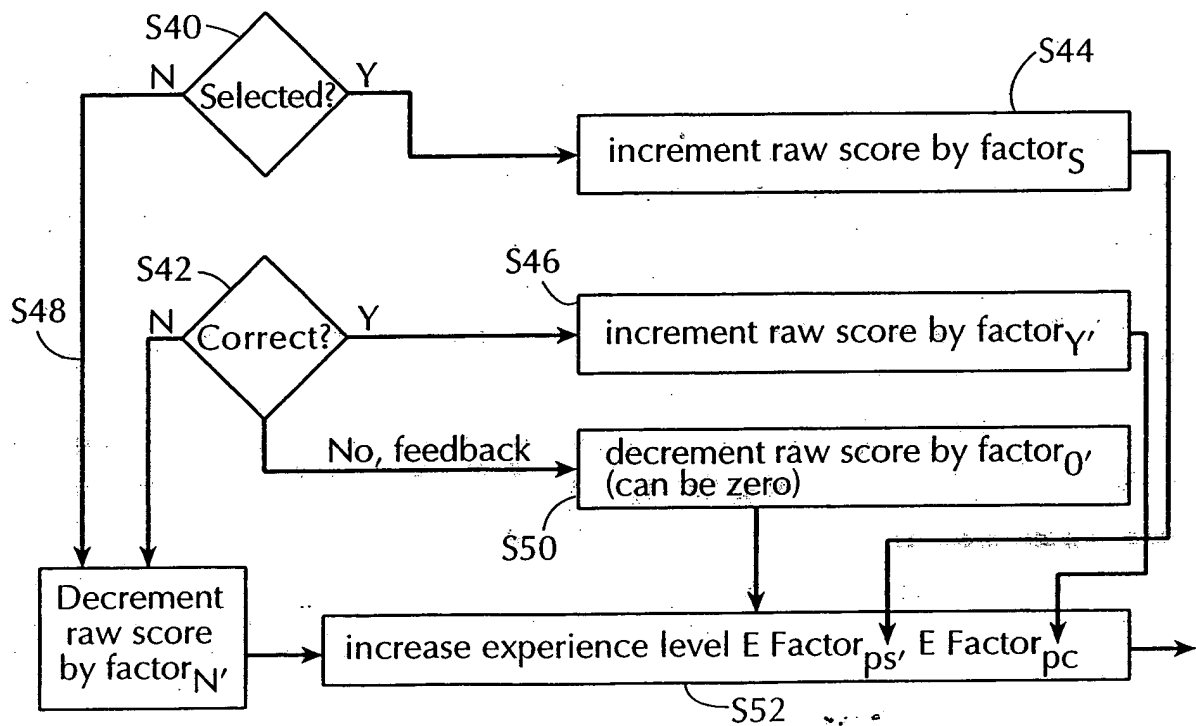 S40
N
Y
Selected?
S44
increment raw score by factorS
S42
S46
S48
N
Y
Correct?
increment raw score by factorY'
No, feedback
decrement raw score by factor0'
(can be zero)
S50
Decrement
raw score
by factorN'
increase experience level E Factorps, E Factorpc
S52